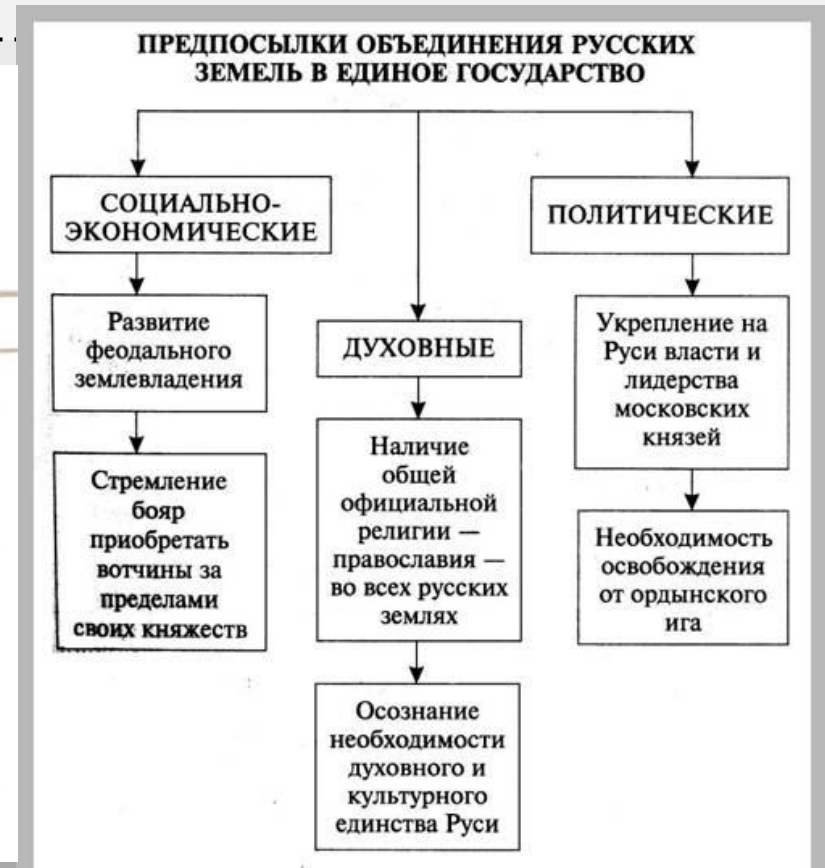 ПРЕДПОСЫЛКИ ОБЪЕДИНЕНИЯ РУССКИХ
ЗЕМЕЛЬ В ЕДИНОЕ ГОСУДАРСТВО
СОЦИАЛЬНО-
ЭКОНОМИЧЕСКИЕ
Развитие
феодального
землевладения
Стремление
бояр
приобретать
вотчины за
пределами
своих княжеств
ДУХОВНЫЕ
Наличие
общей
официальной
религии —
православия —
во всех русских
землях
Осознание
необходимости
духовного и
культурного
единства Руси
ПОЛИТИЧЕСКИЕ
Укрепление на
Руси власти и
лидерства
московских
князей
Необходимость
освобождения
от ордынского
ига